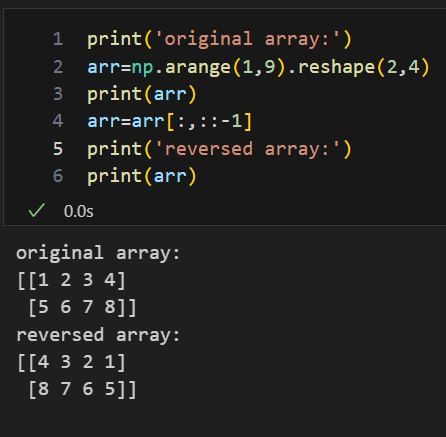 1 print('original array:')
2 arr=np.arange(1,9).reshape(2,4)
3 print(arr)
4 arr=arr[:,::-1]
5 print('reversed array:')
6 print(arr)
✓ 0.0s
original array:
[[1 2 3 4]
 [5 6 7 8]]
reversed array:
[[4 3 2 1]
 [8 7 6 5]]